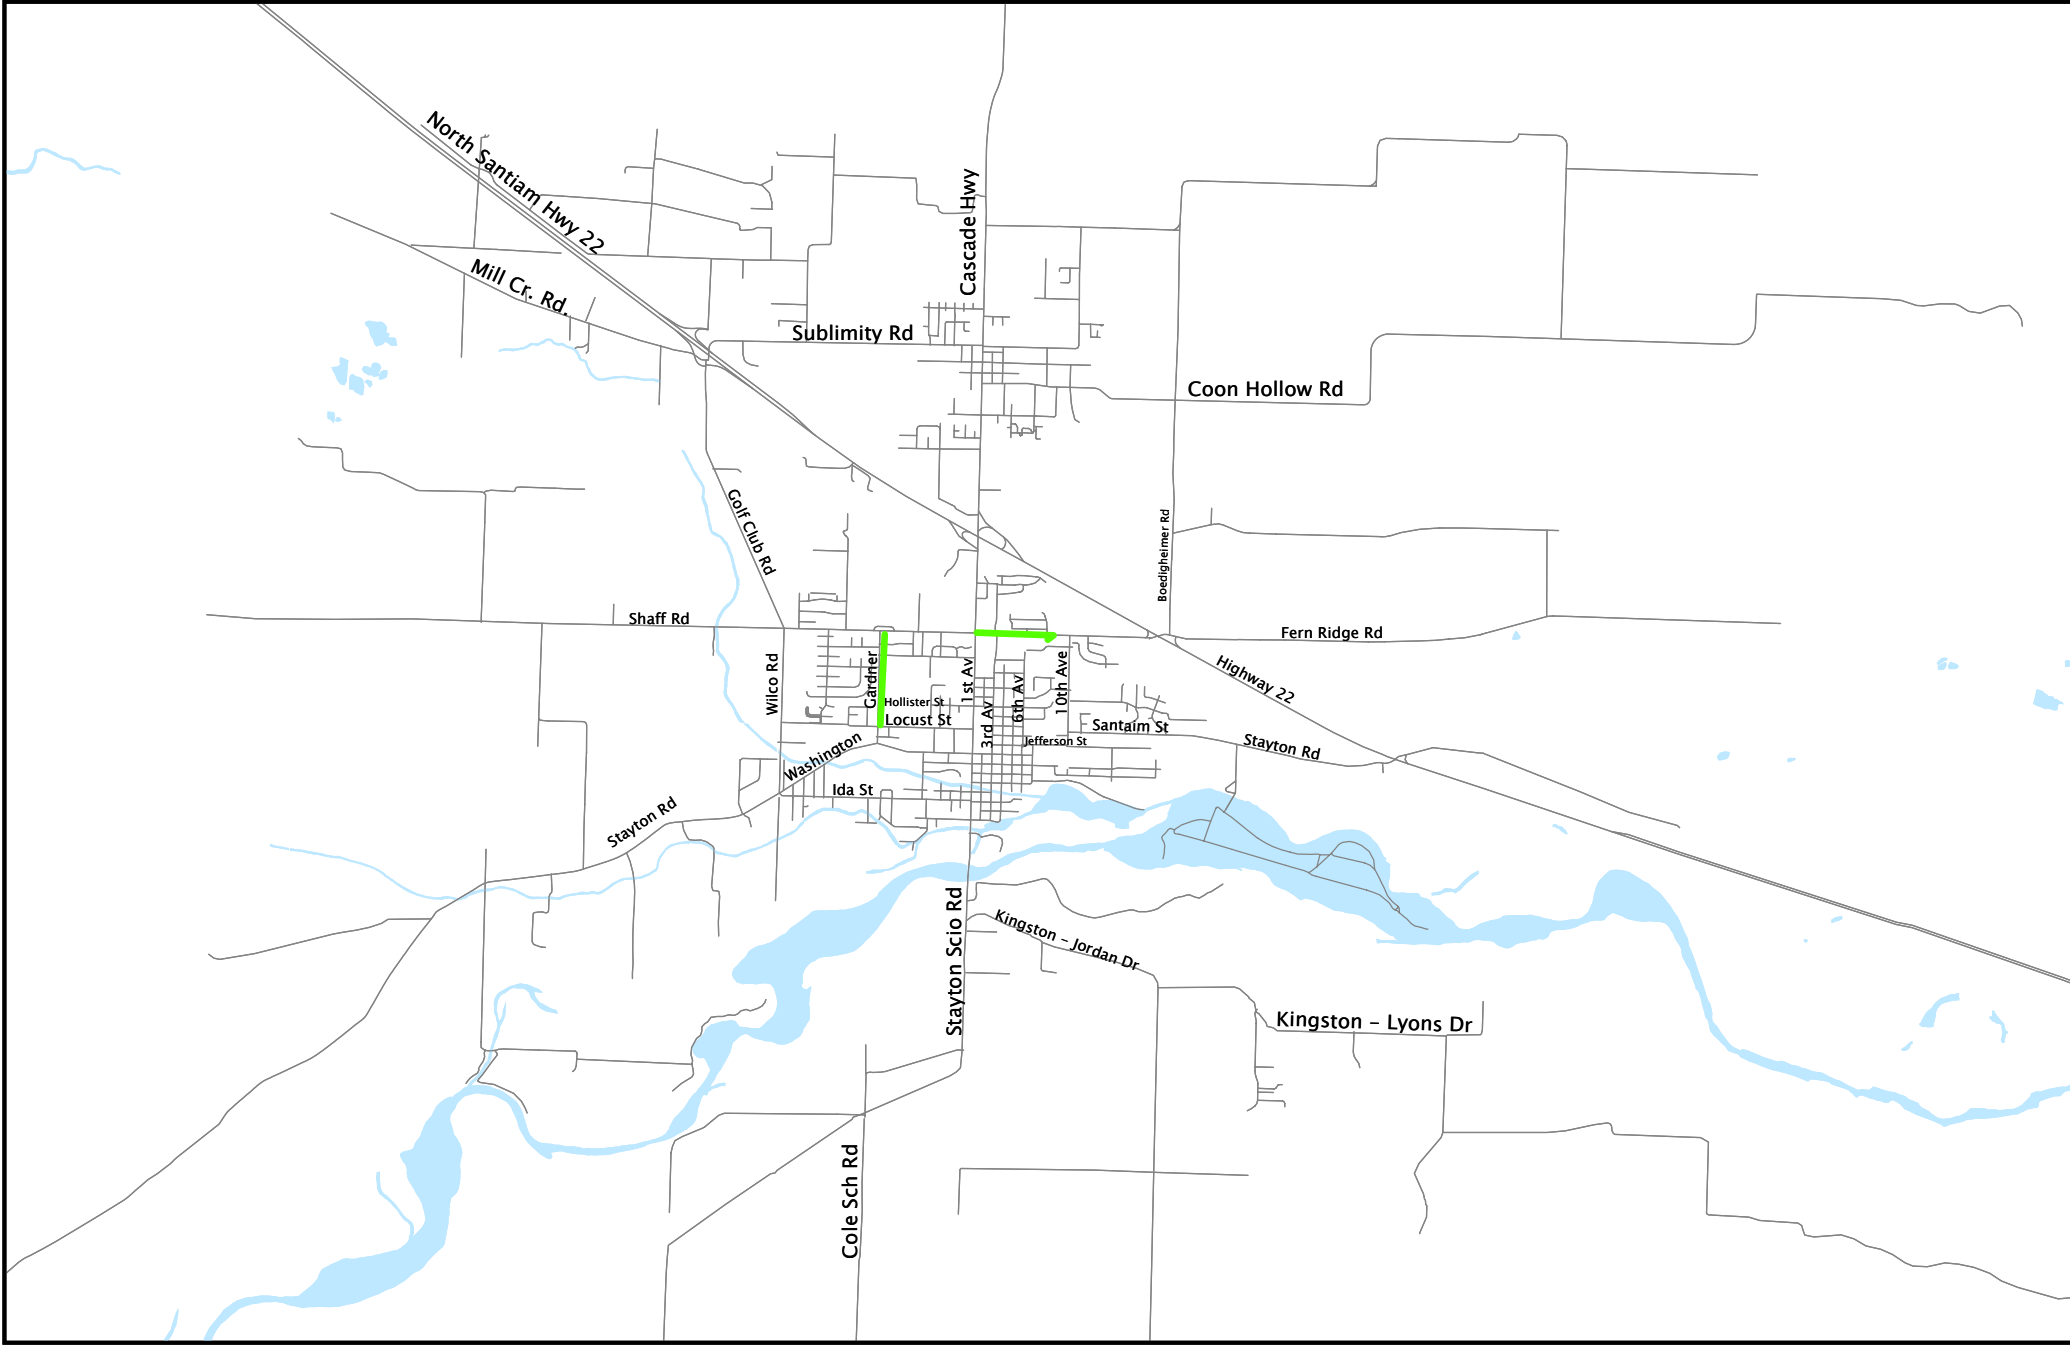 North Santiam Hwy 22
Cascade Hwy
Mill Cr. Rd.
Sublimity Rd
Coon Hollow Rd
Golf Club Rd
Boedigheimer Rd
Shaff Rd
Fern Ridge Rd
Wilco Rd
Gardner
1st Av
10th Ave
Highway 22
6th Av
Hollister St
Locust St
3rd Av
Santaim St
Jefferson St
Stayton Rd
Washington
Ida St
Stayton Rd
Stayton Scio Rd
Kingston - Jordan Dr
Kingston - Lyons Dr
Cole Sch Rd